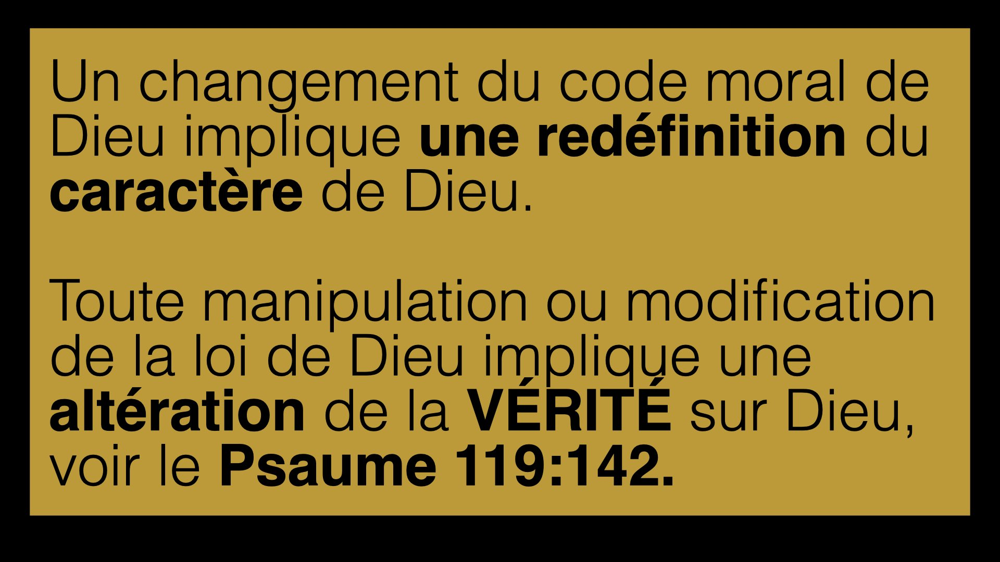 Un changement du code moral de
Dieu implique une redéfinition du
caractère de Dieu.
Toute manipulation ou modification
de la loi de Dieu implique une
altération de la VÉRITÉ sur Dieu,
voir le Psaume 119:142.